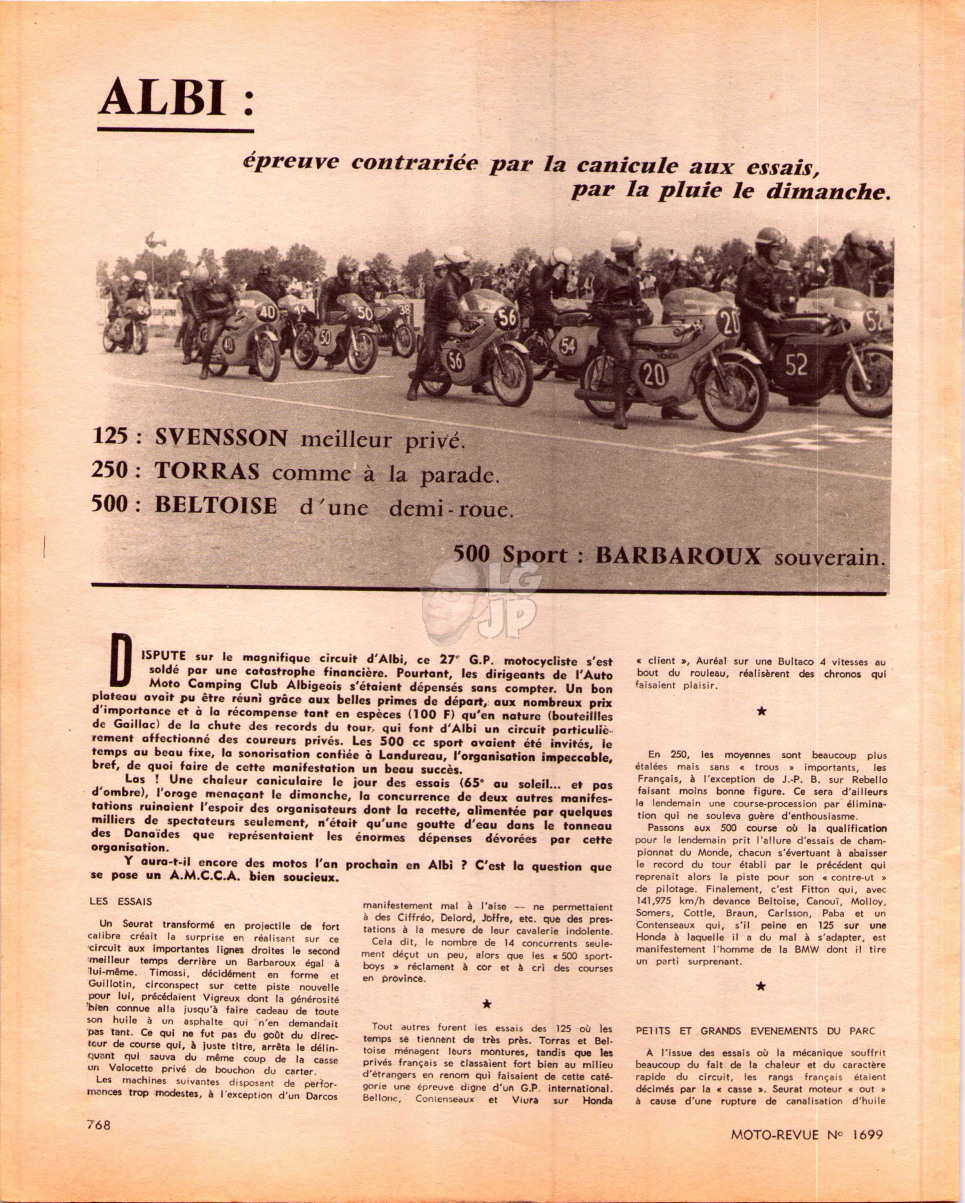 ALBI :
épreuve contrariée par la canicule aux essais,
par la pluie le dimanche.
40
40
50
50
38
56
56
54
HONDA
20
20
52
52
125 : SVENSSON meilleur privé.
250 : TORRAS comme à la parade.
500 : BELTOISE d'une demi-roue.
500 Sport : BARBAROUX souverain.
LG
JP
DISPUTE sur le magnifique circuit d'Albi, ce 27e G.P. motocycliste s'est
soldé par une catastrophe financière. Pourtant, les dirigeants de l'Auto
Moto Camping Club Albigeois s'étaient dépensés sans compter. Un bon
plateau avait pu être réuni grâce aux belles primes de départ, aux nombreux prix
d'importance et à la récompense tant en espèces (100 F) qu'en nature (bouteillles
de Gaillac) de la chute des records du tour, qui font d'Albi un circuit particuliè-
rement affectionné des coureurs privés. Les 500 cc sport avaient été invités, le
temps au beau fixe, la sonorisation confiée à Landureau, l'organisation impeccable,
bref, de quoi faire de cette manifestation un beau succès.
Las ! Une chaleur caniculaire le jour des essais (65° au soleil... et pas
d'ombre), l'orage menaçant le dimanche, la concurrence de deux autres manifes-
tations ruinaient l'espoir des organisateurs dont la recette, alimentée par quelques
milliers de spectateurs seulement, n'était qu'une goutte d'eau dans le tonneau
des Danaïdes que représentaient les énormes dépenses dévorées par cette
organisation.
Y aura-t-il encore des motos l'an prochain en Albi ? C'est la question que
se pose un A.M.C.C.A. bien soucieux.
LES ESSAIS
Un Seurat transformé en projectile de fort
calibre créait la surprise en réalisant sur ce
circuit aux importantes lignes droites le second
meilleur temps derrière un Barbaroux égal à
lui-même. Timossi, décidément en forme et
Guillotin, circonspect sur cette piste nouvelle
pour lui, précédaient Vigreux dont la générosité
bien connue alla jusqu'à faire cadeau de toute
son huile à un asphalte qui n'en demandait
pas tant. Ce qui ne fut pas du goût du direc-
teur de course qui, à juste titre, arrêta le délin-
quant qui sauva du même coup de la casse
un Velocette privé de bouchon du carter.
Les machines suivantes disposant de perfor-
mances trop modestes, à l'exception d'un Darcos
manifestement mal à l'aise — ne permettaient
à des Ciffréo, Delord, Joffre, etc. que des pres-
tations à la mesure de leur cavalerie indolente.
Cela dit, le nombre de 14 concurrents seule-
ment déçut un peu, alors que les « 500 sport-
boys » réclament à cor et à cri des courses
en province.
★
Tout autres furent les essais des 125 où les
temps se tiennent de très près. Torras et Bel-
toise ménagent leurs montures, tandis que les
privés français se classaient fort bien au milieu
d'étrangers en renom qui faisaient de cette caté-
gorie une épreuve digne d'un G.P. international.
Bellone, Contenseaux et Viura sur Honda
« client », Auréal sur une Bultaco 4 vitesses au
bout du rouleau, réalisèrent des chronos qui
faisaient plaisir.
★
En 250, les moyennes sont beaucoup plus
étalées mais sans « trous » importants, les
Français, à l'exception de J.-P. B. sur Rebello
faisant moins bonne figure. Ce sera d'ailleurs
le lendemain une course-procession par élimina-
tion qui ne souleva guère d'enthousiasme.
Passons aux 500 course où la qualification
pour le lendemain prit l'allure d'essais de cham-
pionnat du Monde, chacun s'évertuant à abaisser
le record du tour établi par le précédent qui
reprenait alors la piste pour son « contre-ut »
de pilotage. Finalement, c'est Fitton qui, avec
141,975 km/h devance Beltoise, Canouï, Molloy,
Somers, Cottle, Braun, Carlsson, Paba et un
Contenseaux qui, s'il peine en 125 sur une
Honda à laquelle il a du mal à s'adapter, est
manifestement l'homme de la BMW dont il tire
un parti surprenant.
★
PETITS ET GRANDS EVENEMENTS DU PARC
A l'issue des essais où la mécanique souffrit
beaucoup du fait de la chaleur et du caractère
rapide du circuit, les rangs français étaient
décimés par la « casse ». Seurat moteur « out »
à cause d'une rupture de canalisation d'huile
768
MOTO-REVUE No 1699